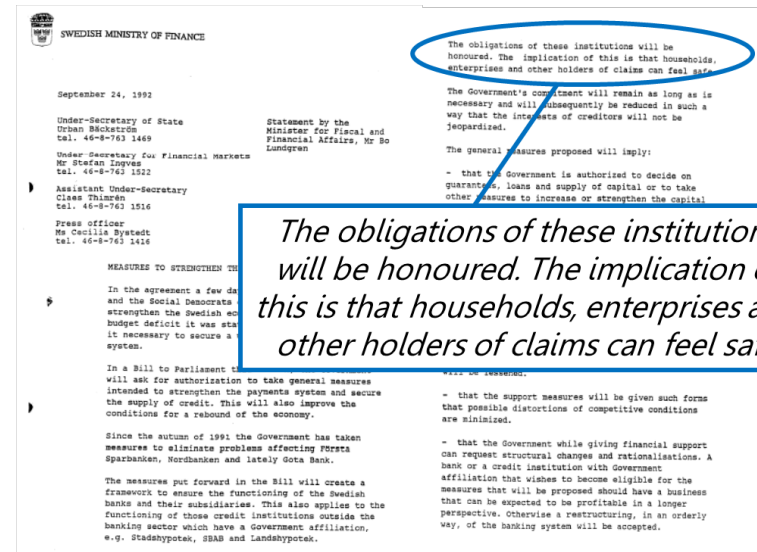 SWEDISH MINISTRY OF FINANCE
September 24, 1992
Under-Secretary of State
Urban Bäckström
tel. 46-8-763 1469
Under-Secretary for Financial Markets
Mr Stefan Ingves
tel. 46-8-763 1522
Assistant Under-Secretary
Claes Thimrén
tel. 46-8-763 1516
Press officer
Ms Cecilia Bystedt
tel. 46-8-763 1416
Statement by the
Minister for Fiscal and
Financial Affairs, Mr Bo
Lundgren
MEASURES TO STRENGTHEN
In the agreement a few
and the Social Democrats
strengthen the Swedish
budget deficit it was
it necessary to secure a
system.
In a Bill to Parliament
will ask for authorization to take general measures
intended to strengthen the payments system and secure
the supply of credit. This will also improve the
conditions for a rebound of the economy.
Since the autumn of 1991 the Government has taken
measures to eliminate problems affecting Första
Sparbanken, Nordbanken and lately Gota Bank.
The measures put forward in the Bill will create a
framework to ensure the functioning of the Swedish
banks and their subsidiaries. This also applies to the
functioning of those credit institutions outside the
banking sector which have a Government affiliation,
e.g. Stadshypotek, SBAB and Landshypotek.
The obligations of these institutions will be
honoured. The implication of this is that households,
enterprises and other holders of claims can feel safe
The Government's commitment will remain as long as is
necessary and will subsequently be reduced in such a
way that the interests of creditors will not be
jeopardized.
The general measures proposed will imply:
- that the Government is authorized to decide on
guarantees, loans and supply of capital or to take
other measures to increase or strengthen the capital
The obligations of these institution
will be honoured. The implication
this is that households, enterprises
other holders of claims can feel
will be lessened.
- that the support measures will be given such forms
that possible distortions of competitive conditions
are minimized.
- that the Government while giving financial support
can request structural changes and rationalisations. A
bank or a credit institution with Government
affiliation that wishes to become eligible for the
measures that will be proposed should have a business
that can be expected to be profitable in a longer
perspective. Otherwise a restructuring, in an orderly
way, of the banking system will be accepted.